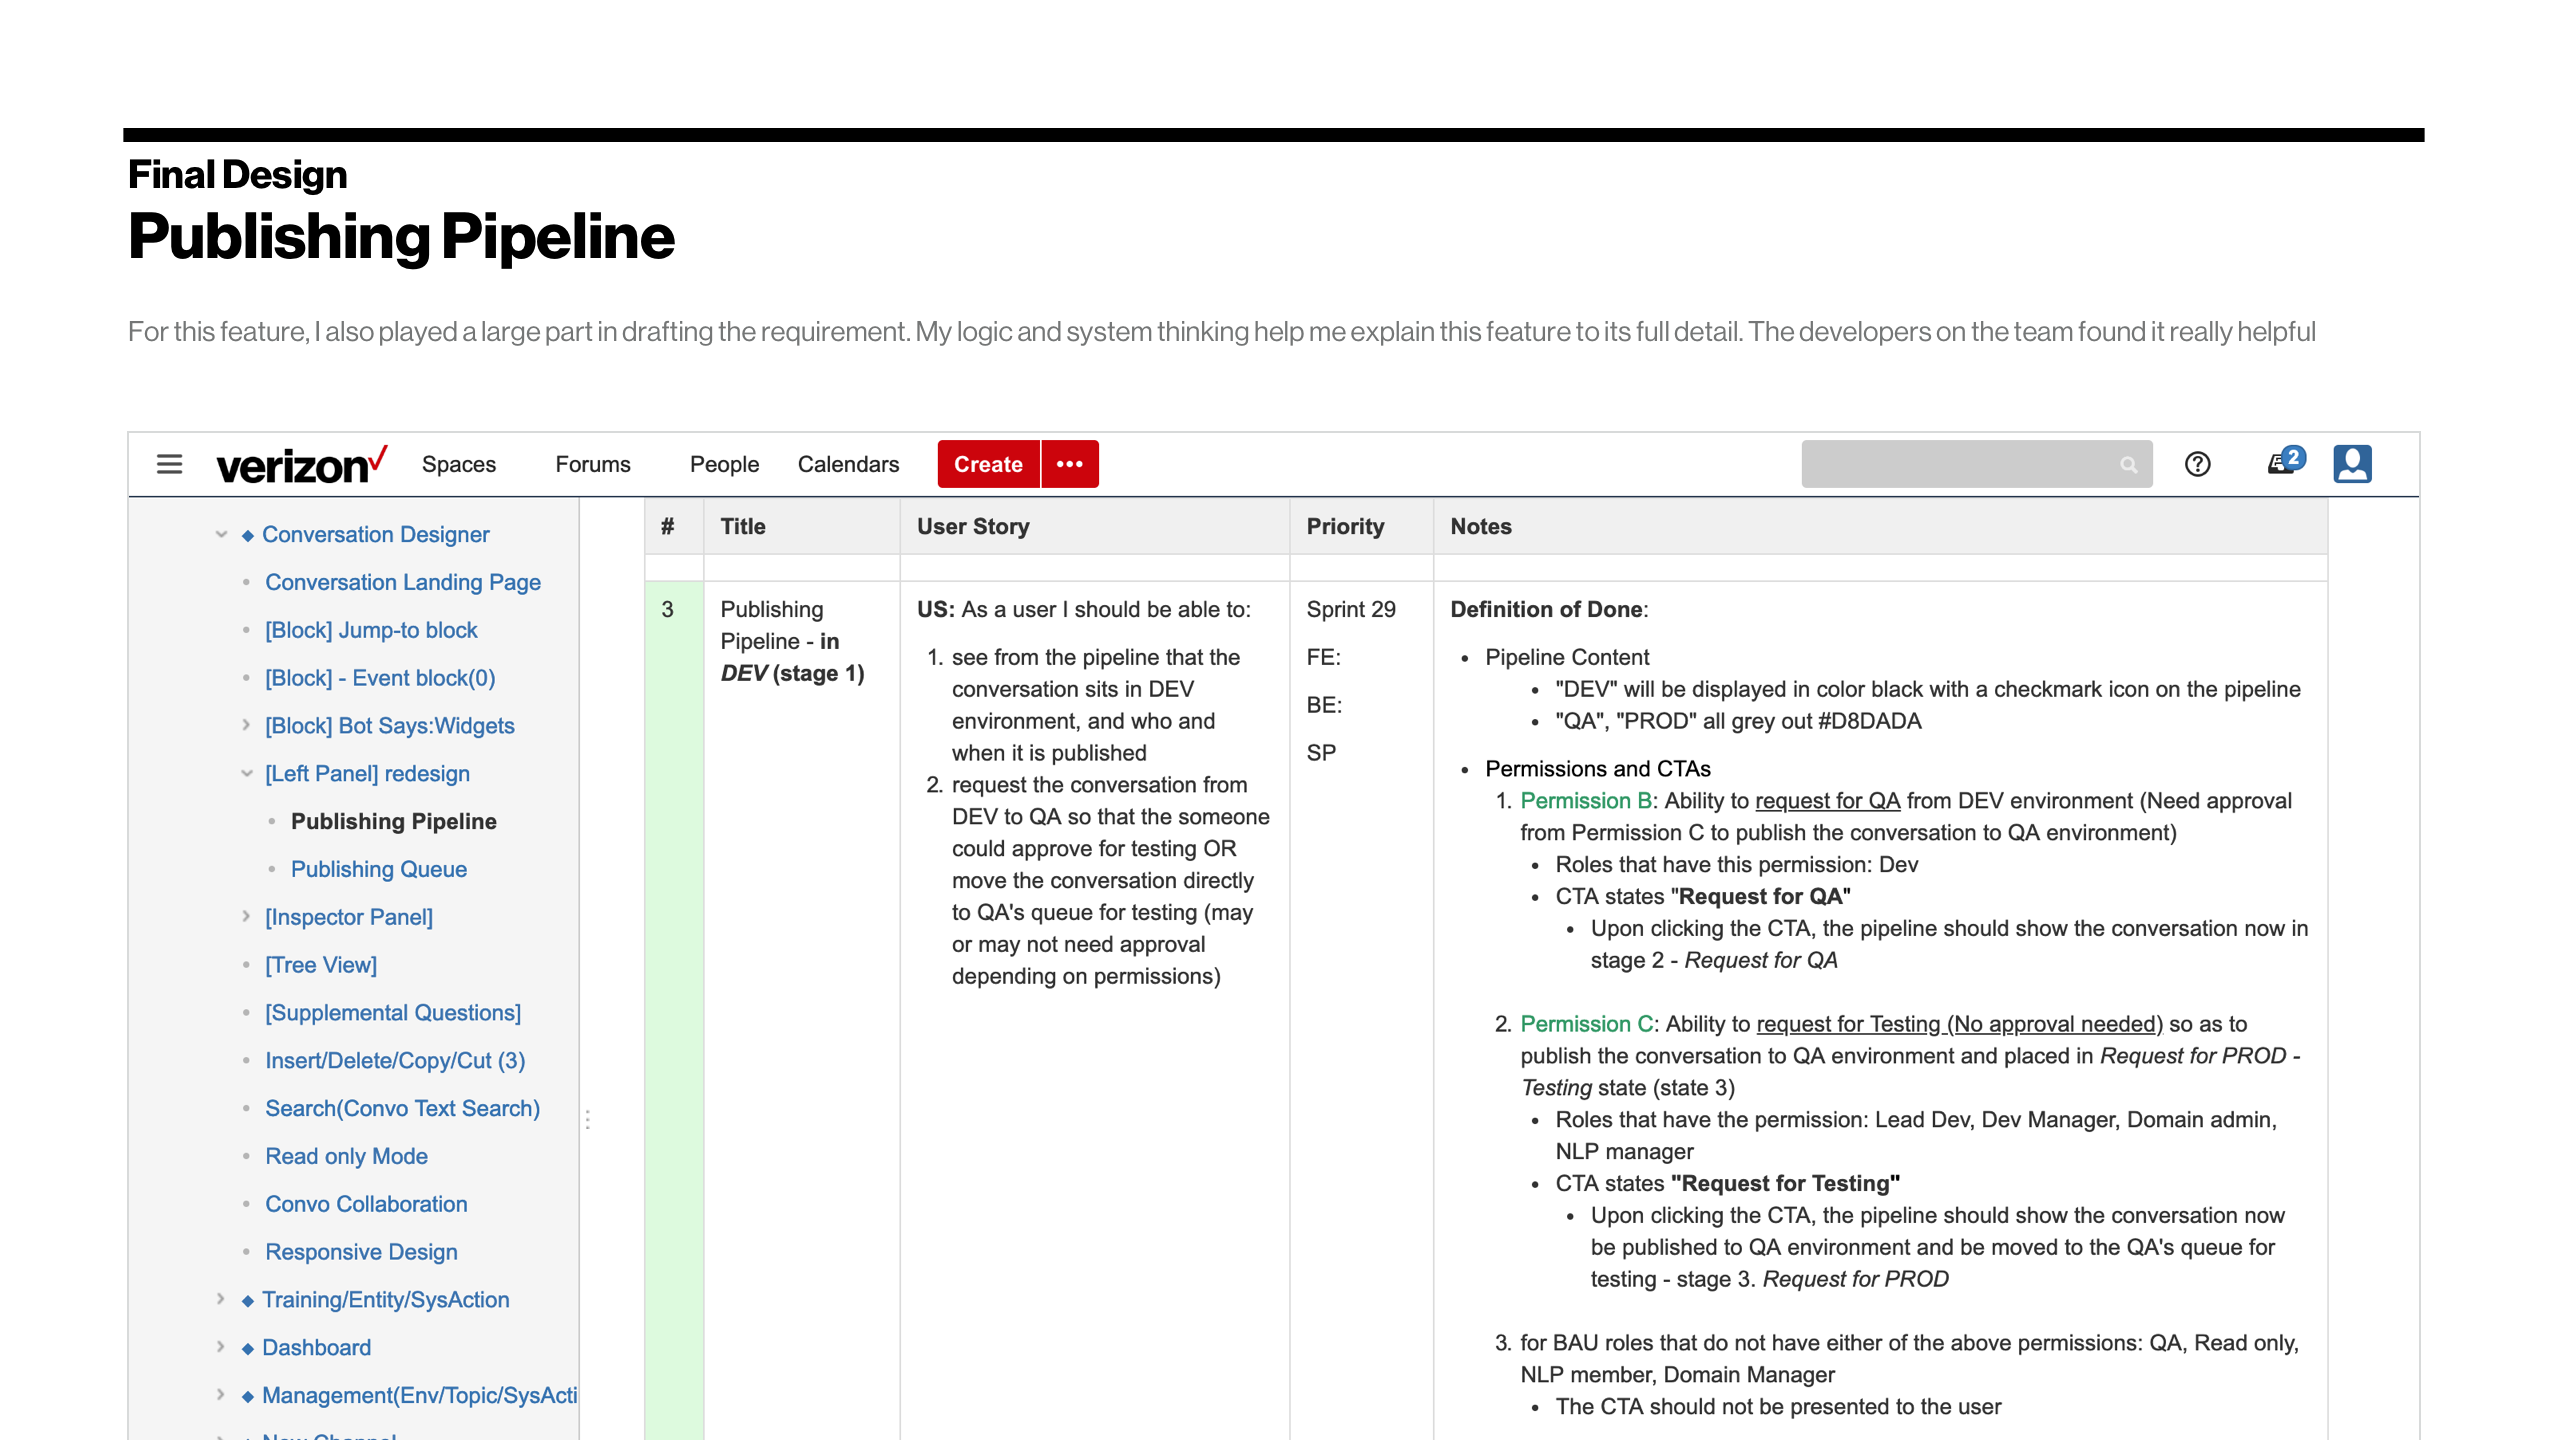 Final Design
Publishing Pipeline
For this feature, I also played a large part in drafting the requirement. My logic and system thinking help me explain this feature to its full detail. The developers on the team found it really helpful
verizon
Spaces
Forums
People
Calendars
Create
2
Conversation Designer
Conversation Landing Page
[Block] Jump-to block
[Block] - Event block(0)
[Block] Bot Says:Widgets
[Left Panel] redesign
Publishing Pipeline
Publishing Queue
[Inspector Panel]
[Tree View]
[Supplemental Questions]
Insert/Delete/Copy/Cut (3)
Search(Convo Text Search)
Read only Mode
Convo Collaboration
Responsive Design
Training/Entity/SysAction
Dashboard
Management(Env/Topic/SysActi
#
Title
User Story
Priority
Notes
3
Publishing
Pipeline - in
DEV (stage 1)
US: As a user I should be able to:
1. see from the pipeline that the
conversation sits in DEV
environment, and who and
when it is published
2. request the conversation from
DEV to QA so that the someone
could approve for testing OR
move the conversation directly
to QA's queue for testing (may
or may not need approval
depending on permissions)
Sprint 29
FE:
BE:
SP
Definition of Done:
• Pipeline Content
• "DEV" will be displayed in color black with a checkmark icon on the pipeline
• "QA", "PROD" all grey out #D8DADA
• Permissions and CTAs
1. Permission B: Ability to request for QA from DEV environment (Need approval
from Permission C to publish the conversation to QA environment)
• Roles that have this permission: Dev
• CTA states "Request for QA"
• Upon clicking the CTA, the pipeline should show the conversation now in
stage 2 - Request for QA
2. Permission C: Ability to request for Testing (No approval needed) so as to
publish the conversation to QA environment and placed in Request for PROD -
Testing state (state 3)
• Roles that have the permission: Lead Dev, Dev Manager, Domain admin,
NLP manager
• CTA states "Request for Testing"
• Upon clicking the CTA, the pipeline should show the conversation now
be published to QA environment and be moved to the QA's queue for
testing - stage 3. Request for PROD
3. for BAU roles that do not have either of the above permissions: QA, Read only,
NLP member, Domain Manager
• The CTA should not be presented to the user